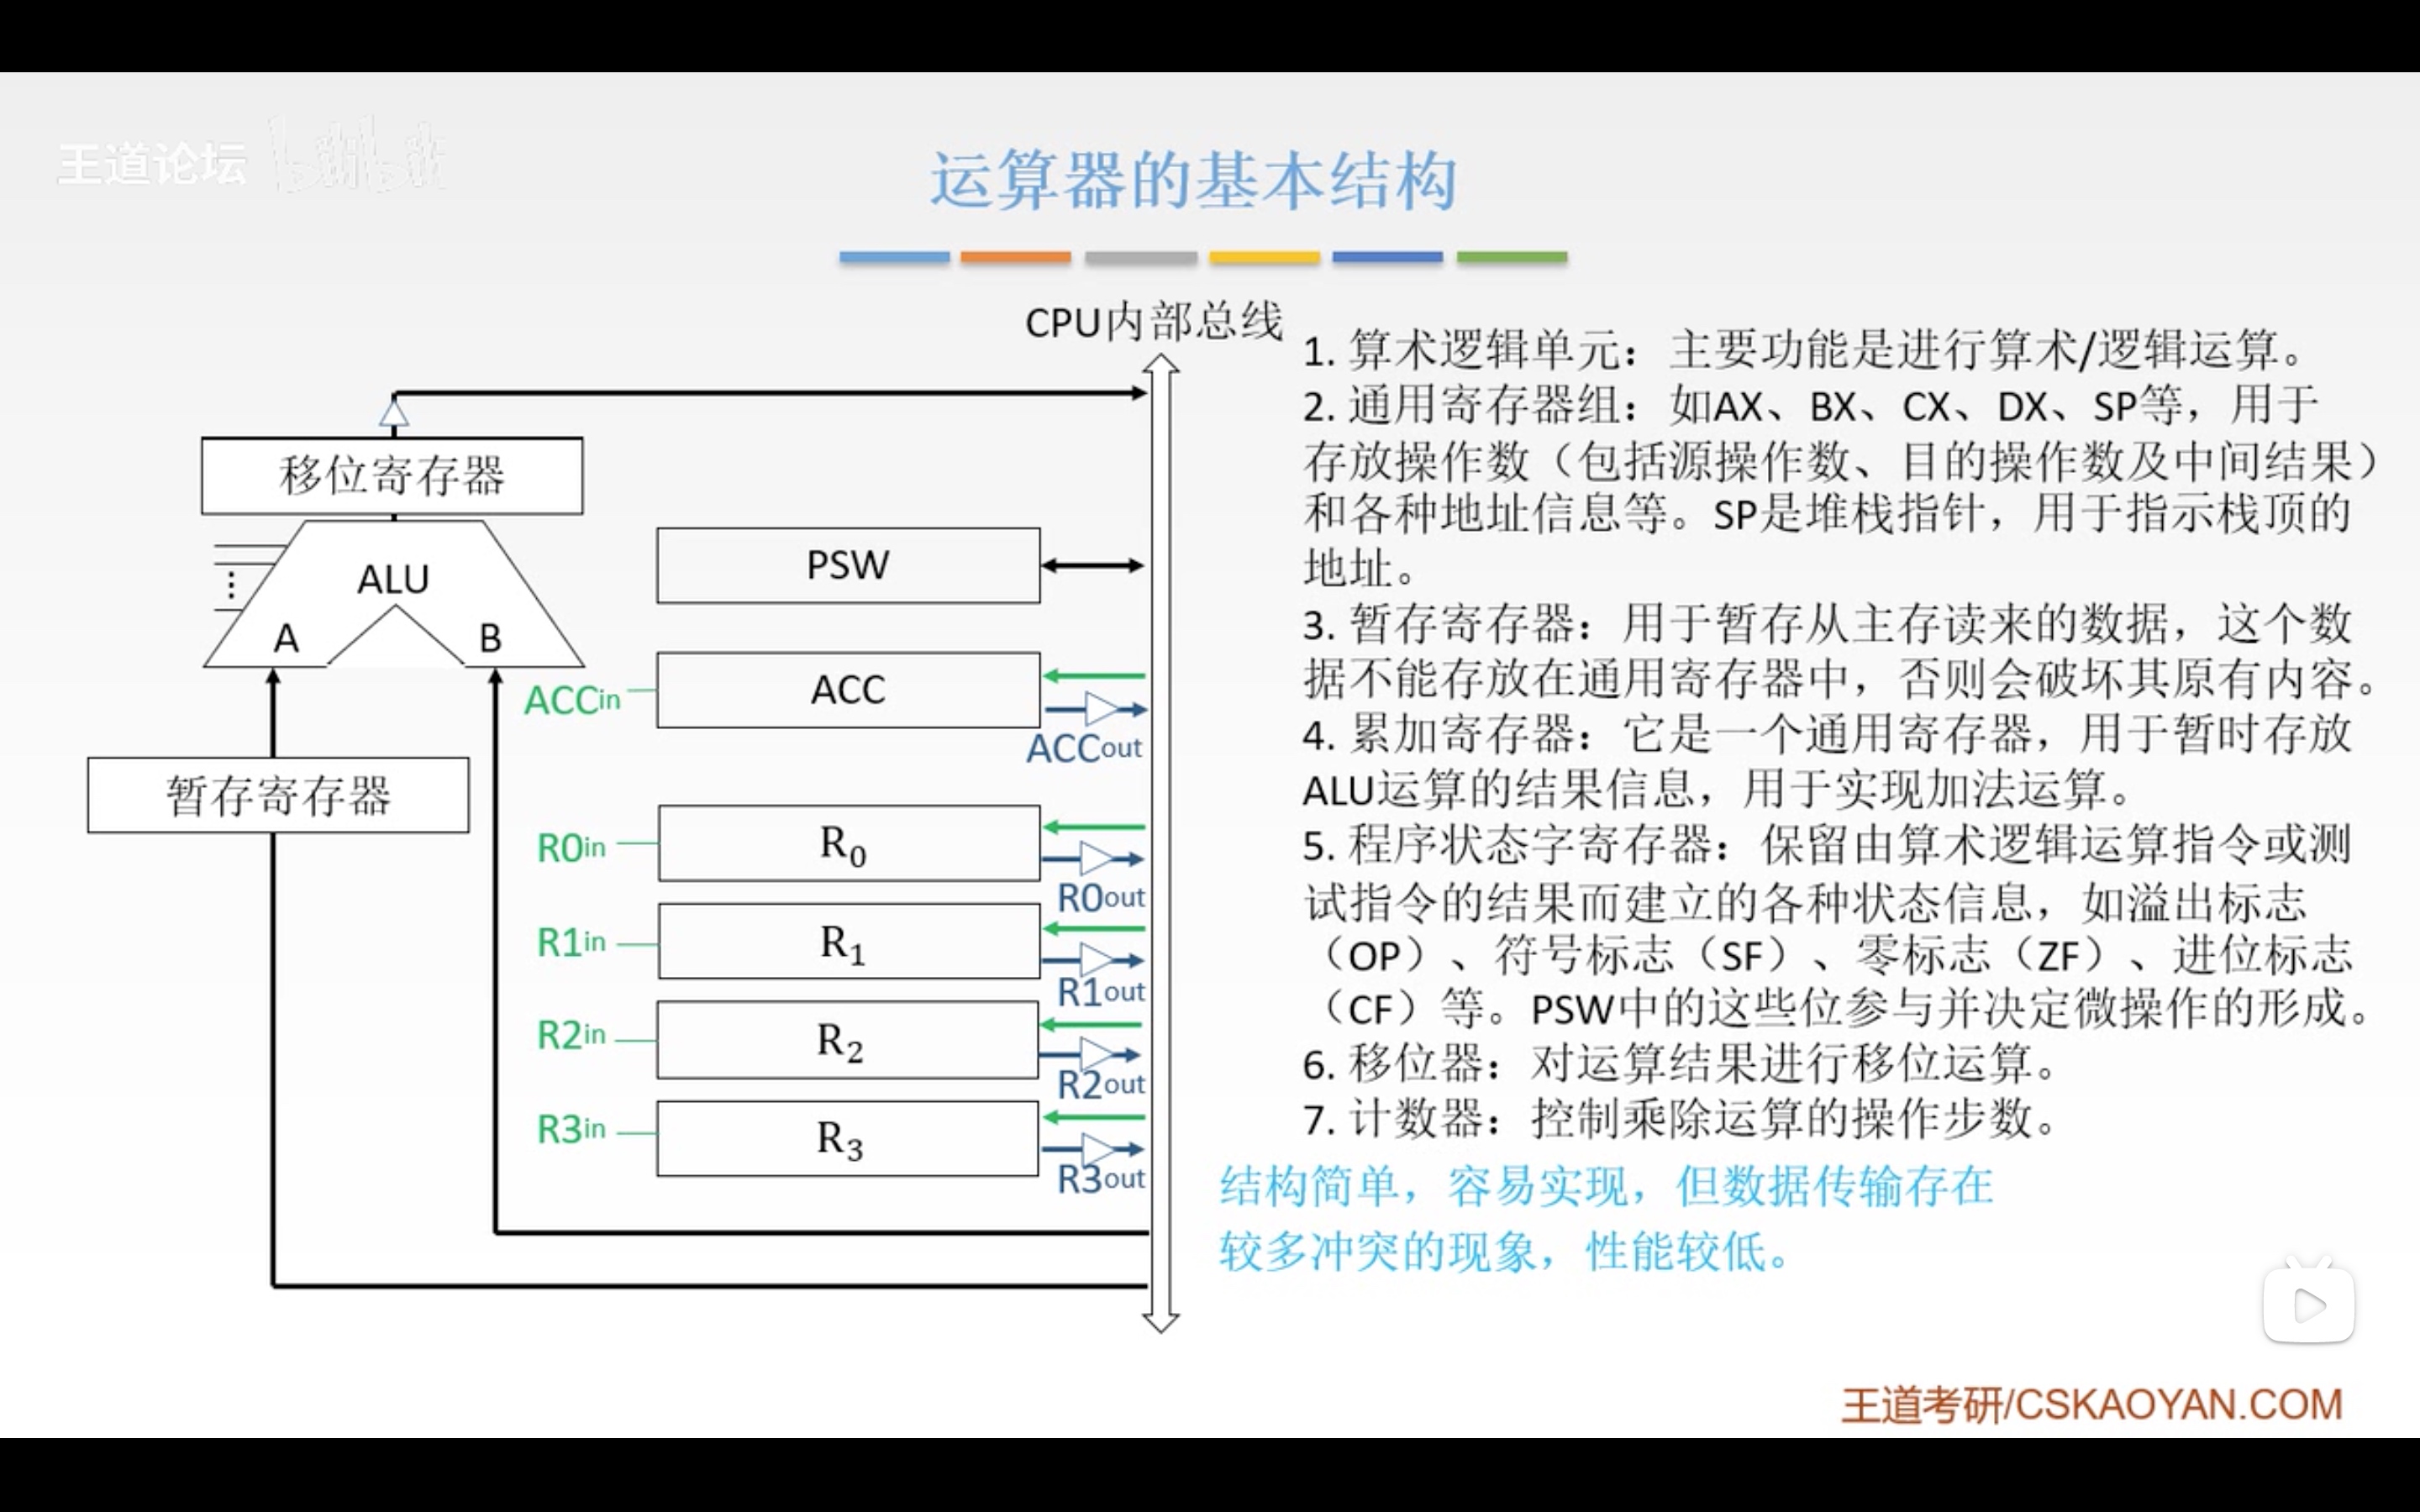 王道论坛 bilibili
运算器的基本结构
CPU内部总线
移位寄存器
ALU
A
B
暂存寄存器
PSW
ACCin
ACC
ACCout
R0in
R0
R0out
R1in
R1
R1out
R2in
R2
R2out
R3in
R3
R3out
1. 算术逻辑单元：主要功能是进行算术/逻辑运算。
2. 通用寄存器组：如AX、BX、CX、DX、SP等，用于
存放操作数（包括源操作数、目的操作数及中间结果）
和各种地址信息等。SP是堆栈指针，用于指示栈顶的
地址。
3. 暂存寄存器：用于暂存从主存读来的数据，这个数
据不能存放在通用寄存器中，否则会破坏其原有内容。
4. 累加寄存器：它是一个通用寄存器，用于暂时存放
ALU运算的结果信息，用于实现加法运算。
5. 程序状态字寄存器：保留由算术逻辑运算指令或测
试指令的结果而建立的各种状态信息，如溢出标志
（OP）、符号标志（SF）、零标志（ZF）、进位标志
（CF）等。PSW中的这些位参与并决定微操作的形成。
6. 移位器：对运算结果进行移位运算。
7. 计数器：控制乘除运算的操作步数。
结构简单，容易实现，但数据传输存在
较多冲突的现象，性能较低。
王道考研/CSKAOYAN.COM